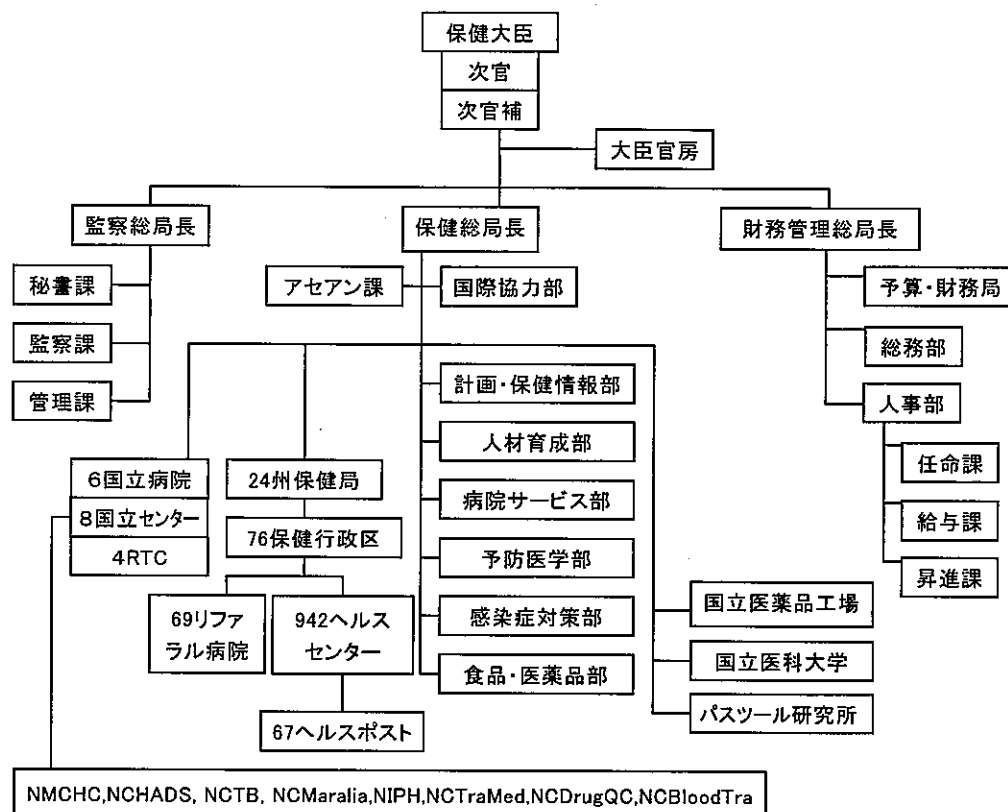 保健大臣
次官
次官補
大臣官房
監察総局長
保健総局長
財務管理総局長
秘書課
アセアン課
国際協力部
予算・財務局
監察課
総務部
管理課
計画・保健情報部
人事部
人材育成部
任命課
6国立病院
24州保健局
病院サービス部
給与課
8国立センター
76保健行政区
4RTC
予防医学部
昇進課
69リファ
ラル病院
942ヘルス
センター
感染症対策部
国立医薬品工場
食品・医薬品部
国立医科大学
67ヘルスポスト
パスツール研究所
NMCHC,NCHADS, NCTB, NCMaralia,NIPH,NCTraMed,NCDrugQC,NCBloodTra